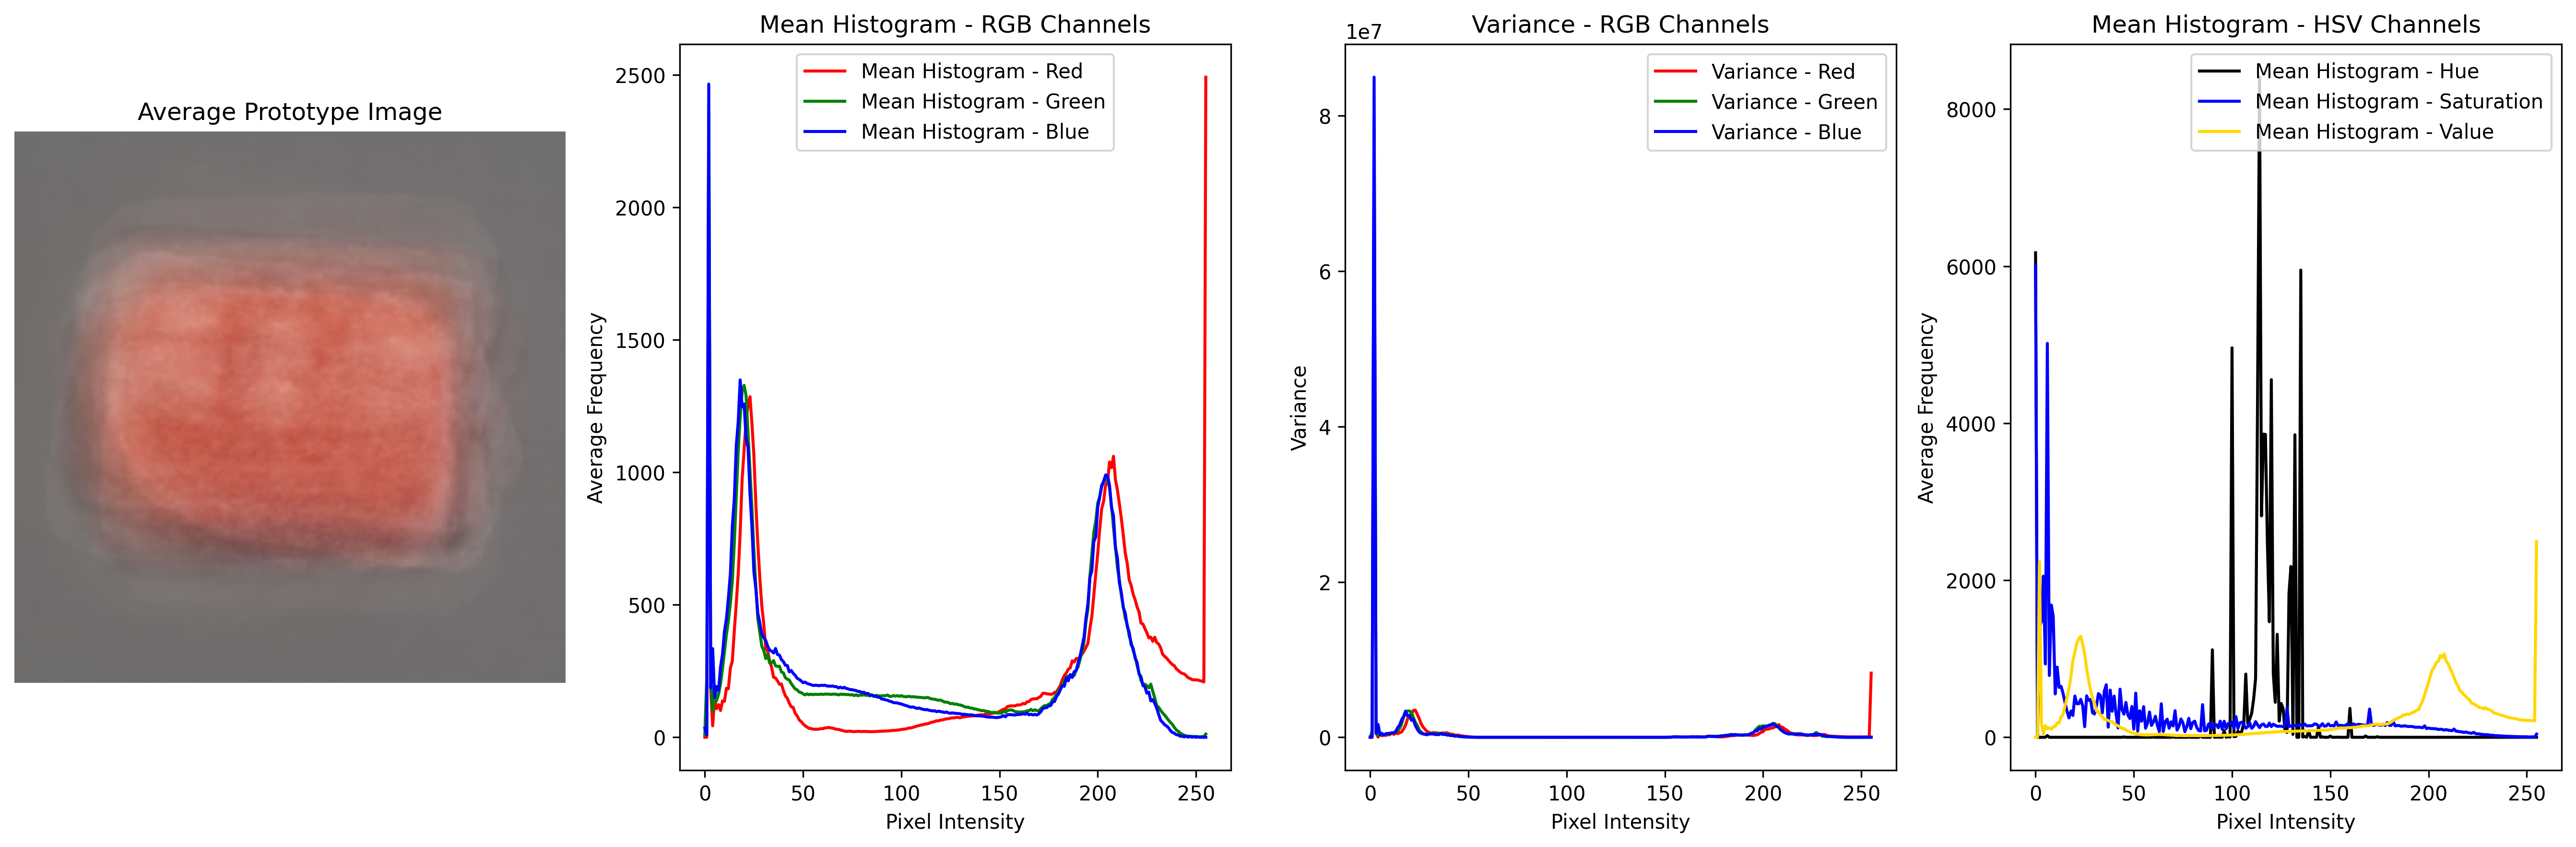 Average Prototype Image
Mean Histogram - RGB Channels
Average Frequency
2500
2000
1500
1000
500
0
Mean Histogram - Red
Mean Histogram - Green
Mean Histogram - Blue
0 50 100 150 200 250
Pixel Intensity
Variance - RGB Channels
1e7
Variance
8
6
4
2
0
Variance - Red
Variance - Green
Variance - Blue
0 50 100 150 200 250
Pixel Intensity
Mean Histogram - HSV Channels
Average Frequency
8000
6000
4000
2000
0
Mean Histogram - Hue
Mean Histogram - Saturation
Mean Histogram - Value
0 50 100 150 200 250
Pixel Intensity